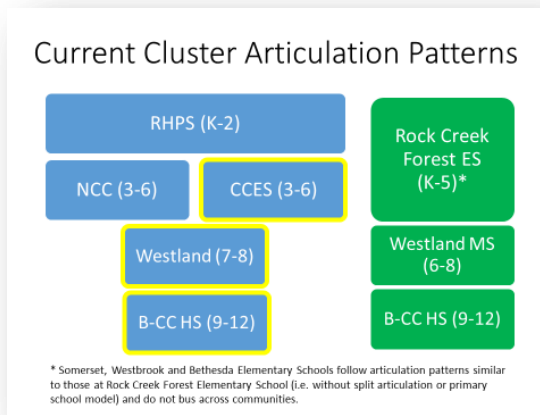 Current Cluster Articulation Patterns
RHPS (K-2)
NCC (3-6)
CCES (3-6)
Westland (7-8)
B-CC HS (9-12)
Rock Creek
Forest ES
(K-5)*
Westland MS
(6-8)
B-CC HS (9-12)
* Somerset, Westbrook and Bethesda Elementary Schools follow articulation patterns similar
to those at Rock Creek Forest Elementary School (i.e. without split articulation or primary
school model) and do not bus across communities.